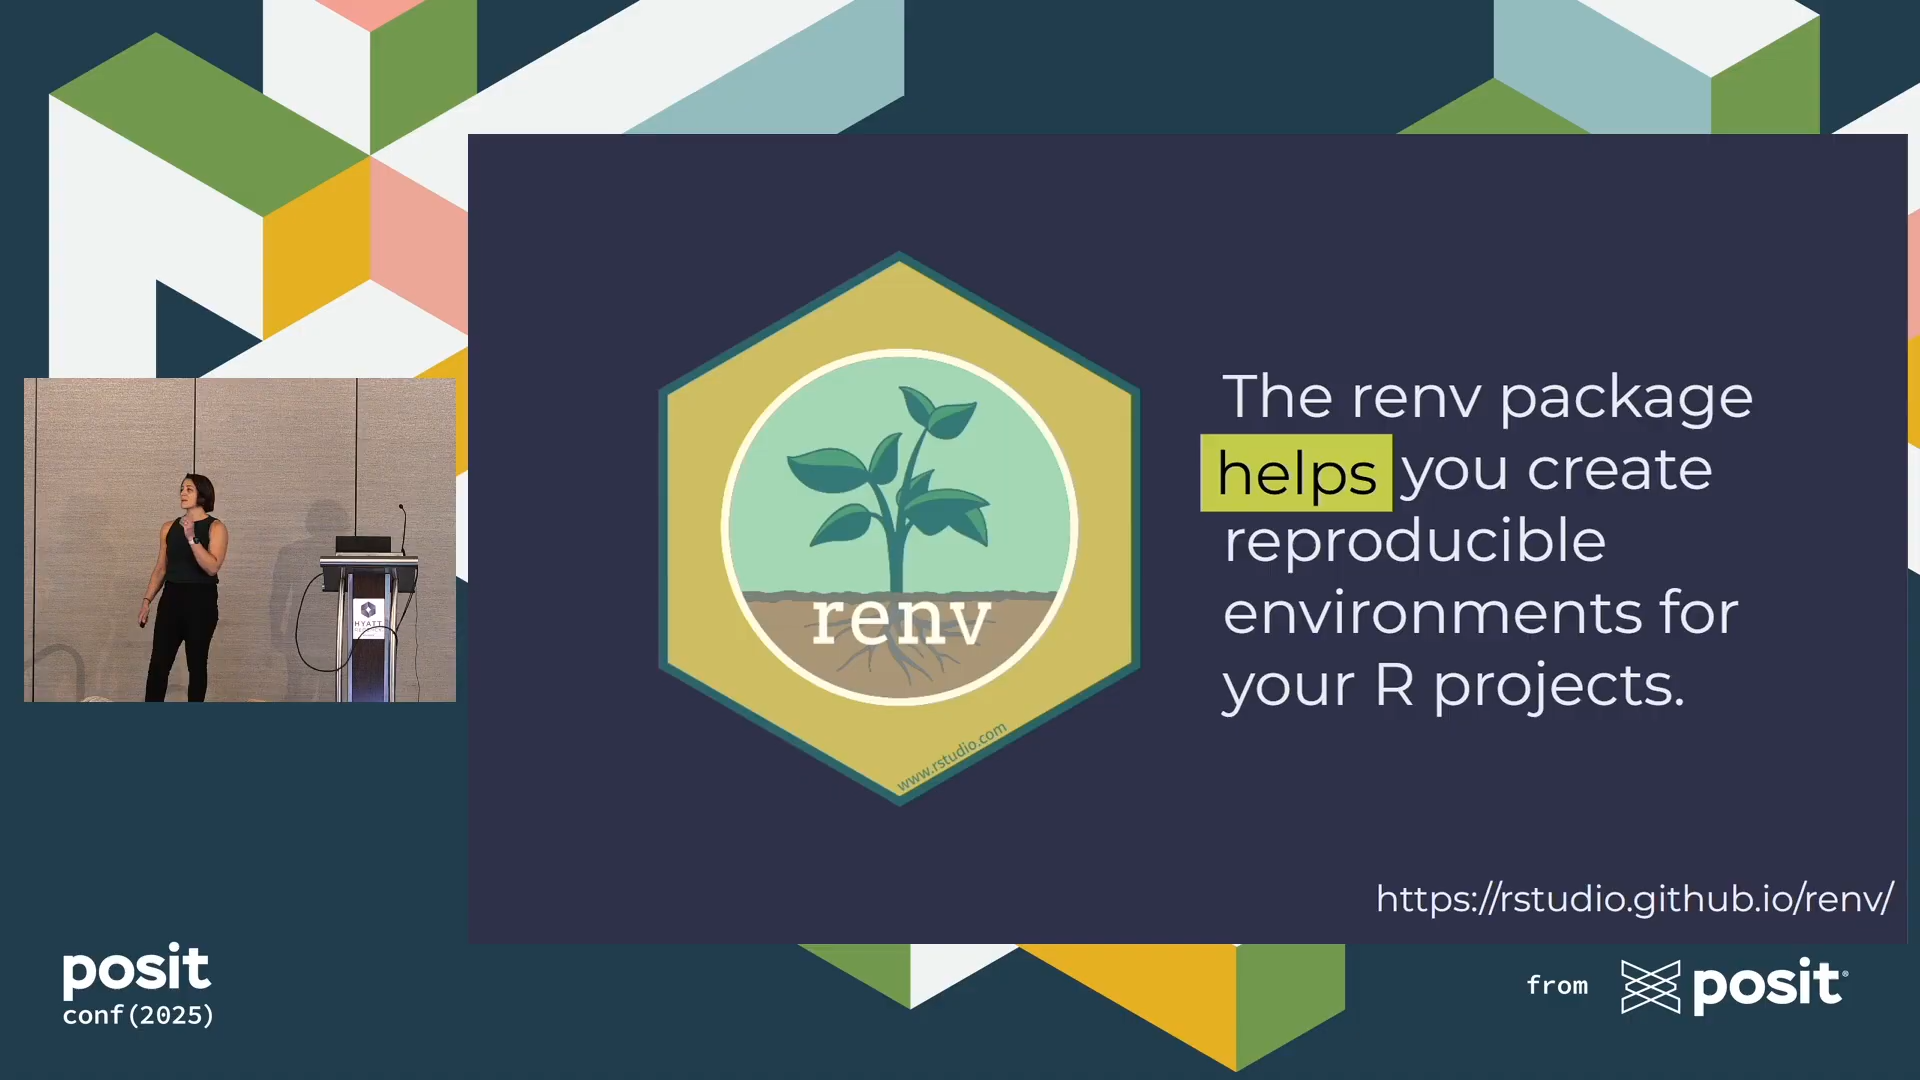 The renv package
helps you create
reproducible
environments for
your R projects.
renv
www.rstudio.com
https://rstudio.github.io/renv/
HYATT
posit
conf(2025)
from posit